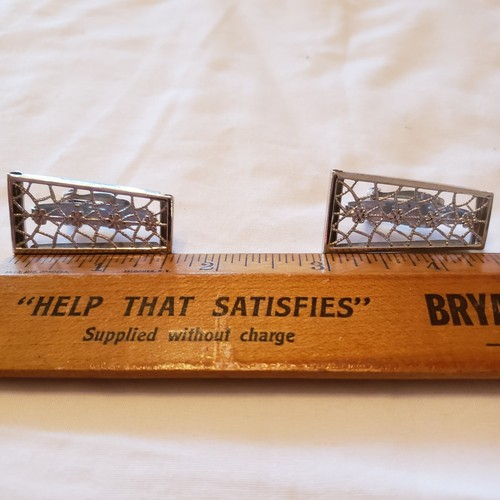 1 2 3 4
"HELP THAT SATISFIES" BRYA
Supplied without charge